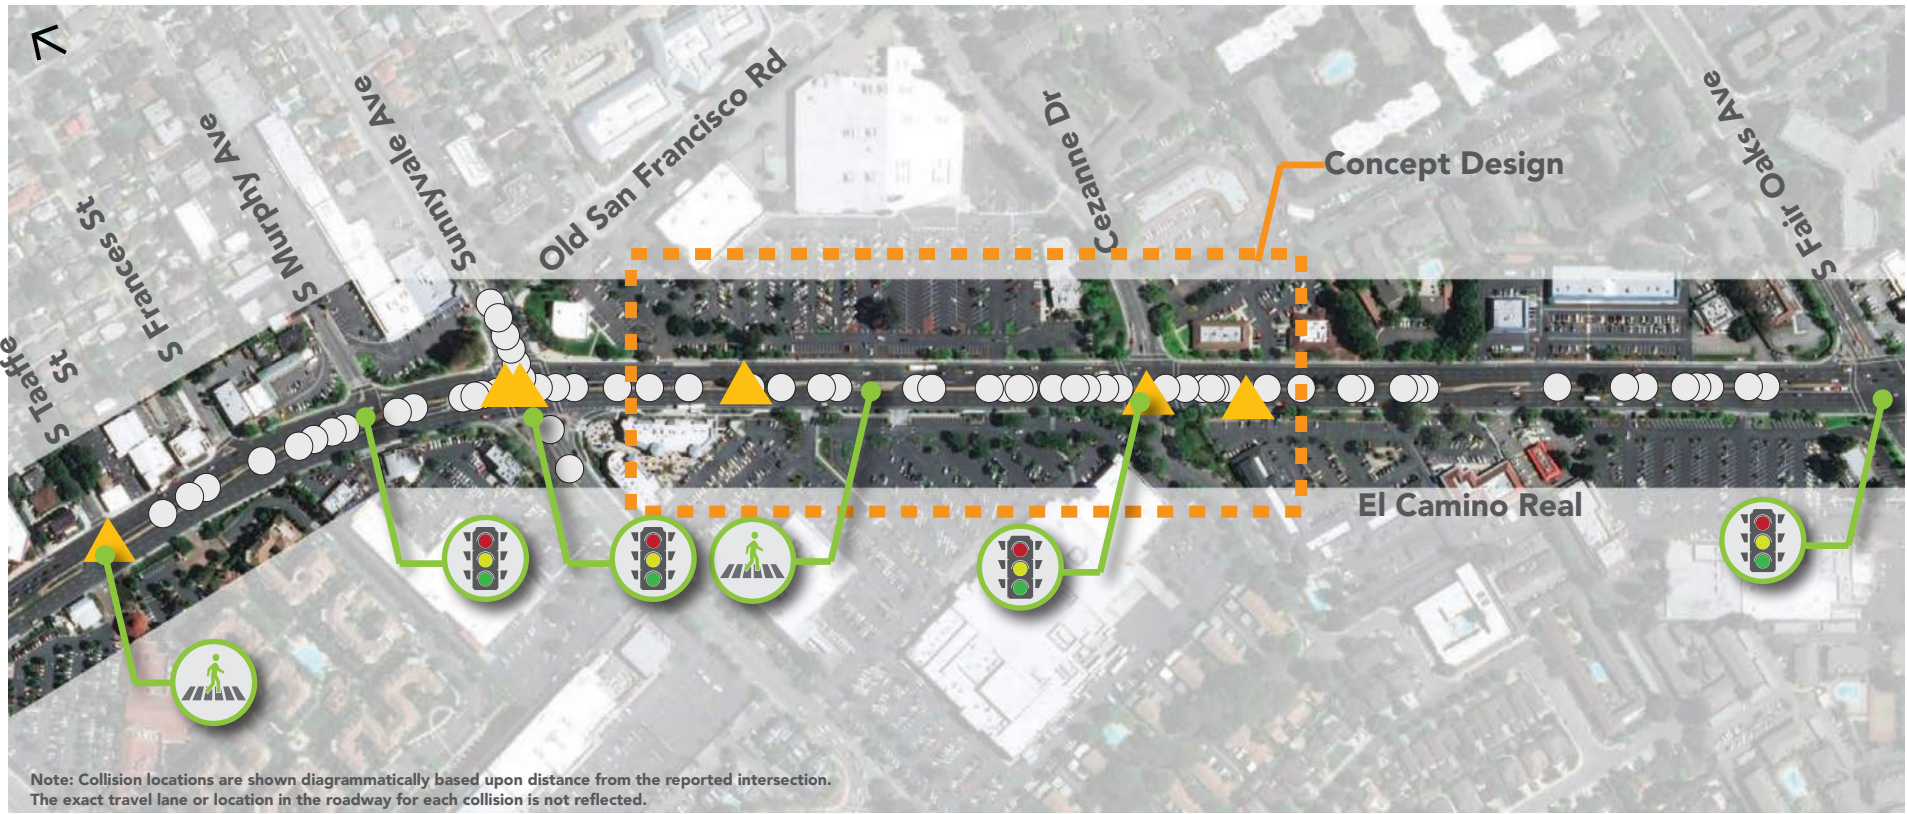 S Taaffe
St
S Frances St
S Murphy Ave
Sunnyvale Ave
Old San Francisco Rd
Cezanne Dr
Concept Design
S Fair Oaks Ave
El Camino Real
Note: Collision locations are shown diagrammatically based upon distance from the reported intersection.
The exact travel lane or location in the roadway for each collision is not reflected.